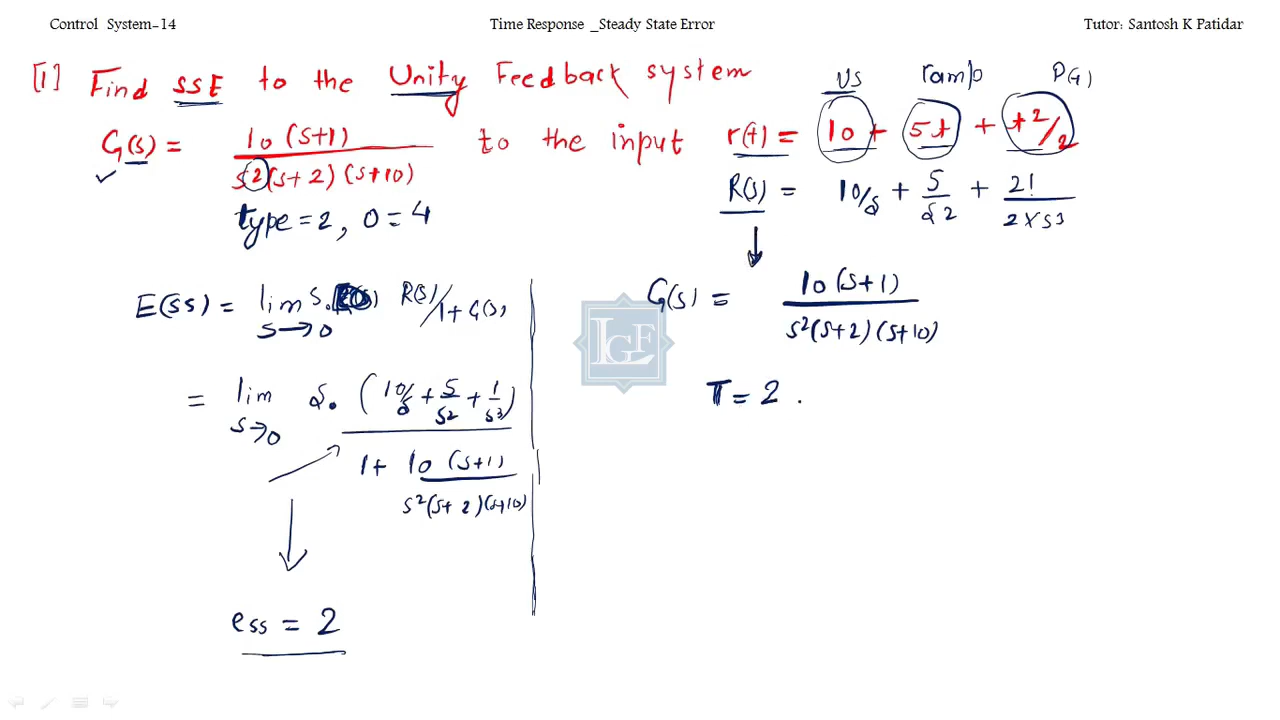 Control System-14 Time Response _Steady State Error Tutor: Santosh K Patidar
[1] Find SSE to the Unity Feedback system
US ramp P(t)
G(s) = 10 (s+1) / s2(s+2)(s+10) to the input r(t) = 10 + 5t + t2/2
type = 2, 0 = 4
R(s) = 10/s + 5/s2 + 2!/2×s3
E(ss) = lim s→0 s. R(s)/1+G(s)
= lim s→0 s. (10/s + 5/s2 + 1/s3) / 1+ 10 (s+1) / s2(s+2)(s+10)
ess = 2
G(s) = 10 (s+1) / s2(s+2)(s+10)
T = 2 .
IGF